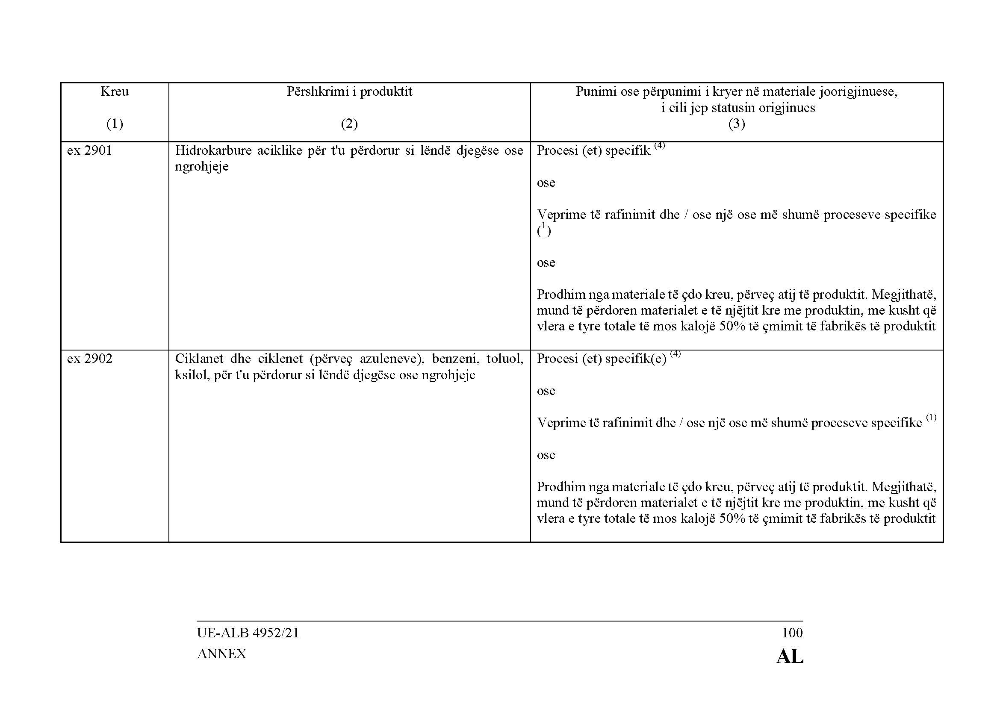 Kreu
(1)
Përshkrimi i produktit
(2)
Punimi ose përpunimi i kryer në materiale joorigjinuese,
i cili jep statusin origjinues
(3)
ex 2901
Hidrokarbure aciklike për t'u përdorur si lëndë djegëse ose
ngrohjeje
Procesi (et) specifik (4)
ose
Veprime të rafinimit dhe / ose një ose më shumë proceseve specifike
(1)
ose
Prodhim nga materiale të çdo kreu, përveç atij të produktit. Megjithatë,
mund të përdoren materialet e të njëjtit kre me produktin, me kusht që
vlera e tyre totale të mos kalojë 50% të çmimit të fabrikës të produktit
ex 2902
Ciklanet dhe ciklenet (përveç azuleneve), benzeni, toluol,
ksilol, për t'u përdorur si lëndë djegëse ose ngrohjeje
Procesi (et) specifik(e) (4)
ose
Veprime të rafinimit dhe / ose një ose më shumë proceseve specifike (1)
ose
Prodhim nga materiale të çdo kreu, përveç atij të produktit. Megjithatë,
mund të përdoren materialet e të njëjtit kre me produktin, me kusht që
vlera e tyre totale të mos kalojë 50% të çmimit të fabrikës të produktit
UE-ALB 4952/21
100
ANNEX
AL